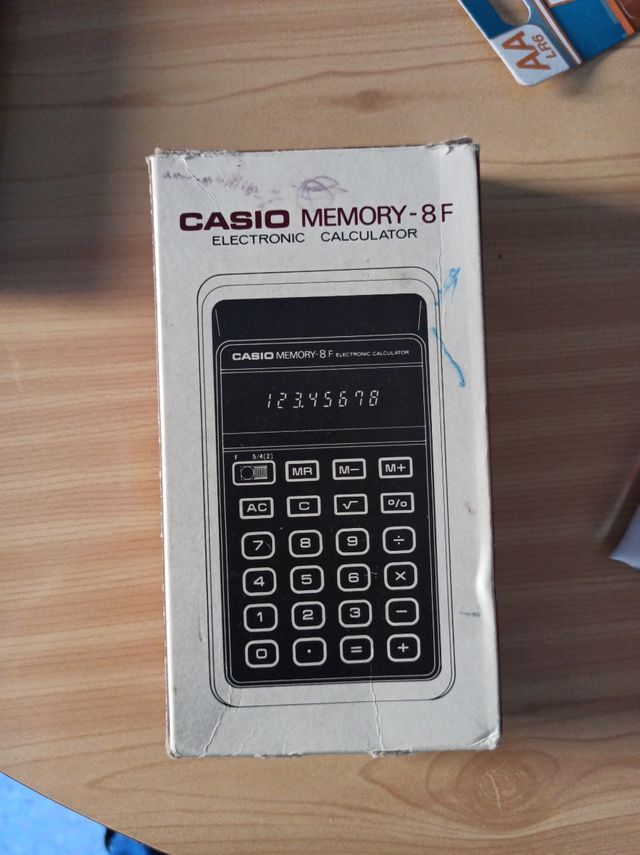 AA
LR6
CASIO MEMORY-8F
ELECTRONIC CALCULATOR
CASIO MEMORY-8F ELECTRONIC CALCULATOR
123.45678
F 5/4(2)
MR M− M+
AC C √ %
7 8 9 ÷
4 5 6 ×
1 2 3 −
0 · = +